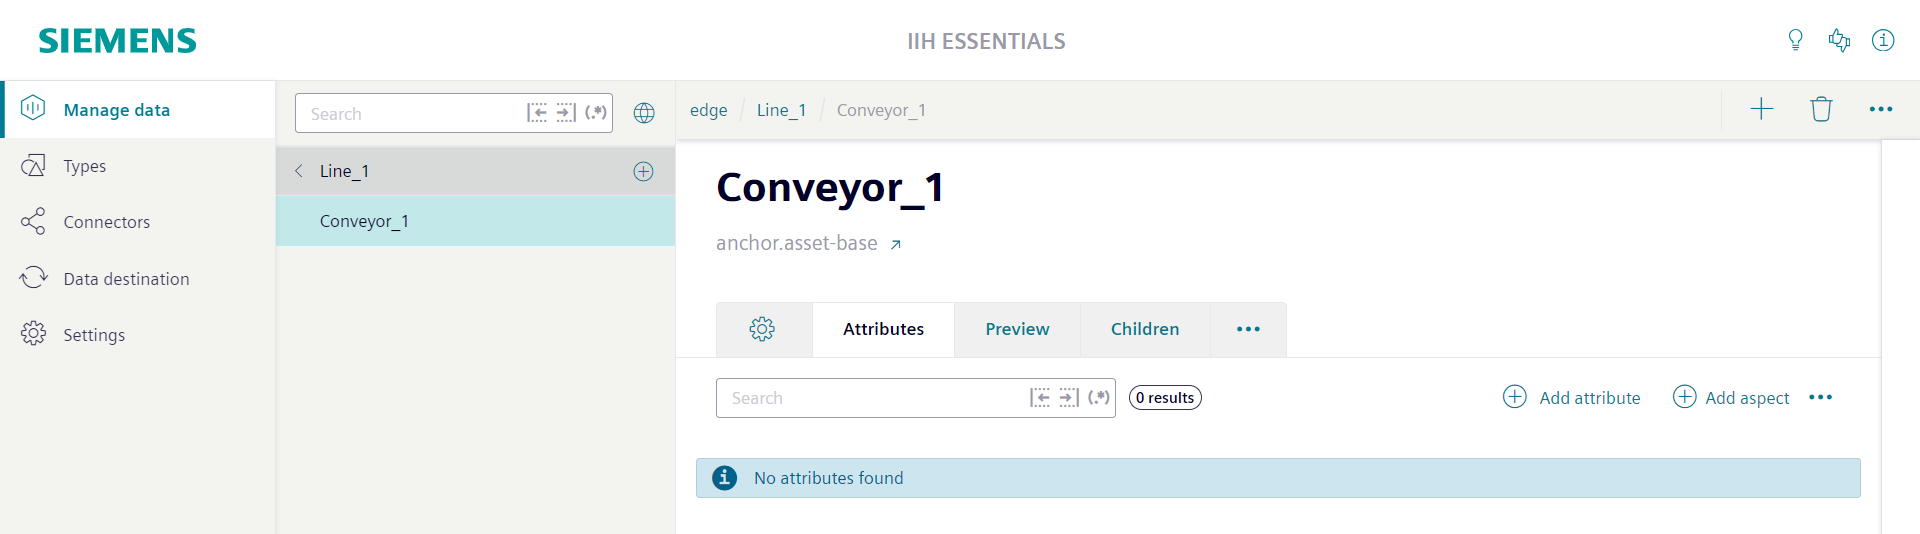 SIEMENS
IIH ESSENTIALS
Manage data
Types
Connectors
Data destination
Settings
Search
(.*)
Line_1
Conveyor_1
edge / Line_1 / Conveyor_1
Conveyor_1
anchor.asset-base
Attributes Preview Children
Search
(.*)
0 results
Add attribute Add aspect
No attributes found